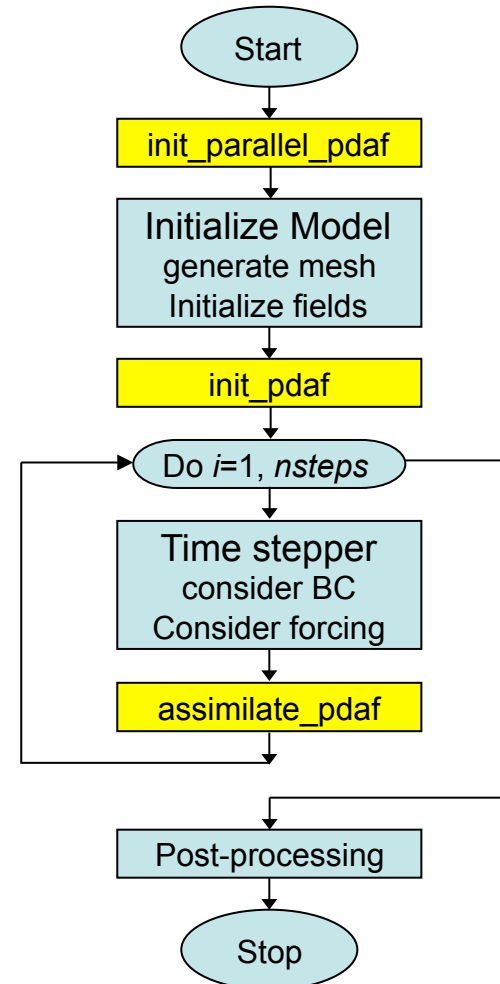 Start
init_parallel_pdaf
Initialize Model
generate mesh
Initialize fields
init_pdaf
Do i=1, nsteps
Time stepper
consider BC
Consider forcing
assimilate_pdaf
Post-processing
Stop